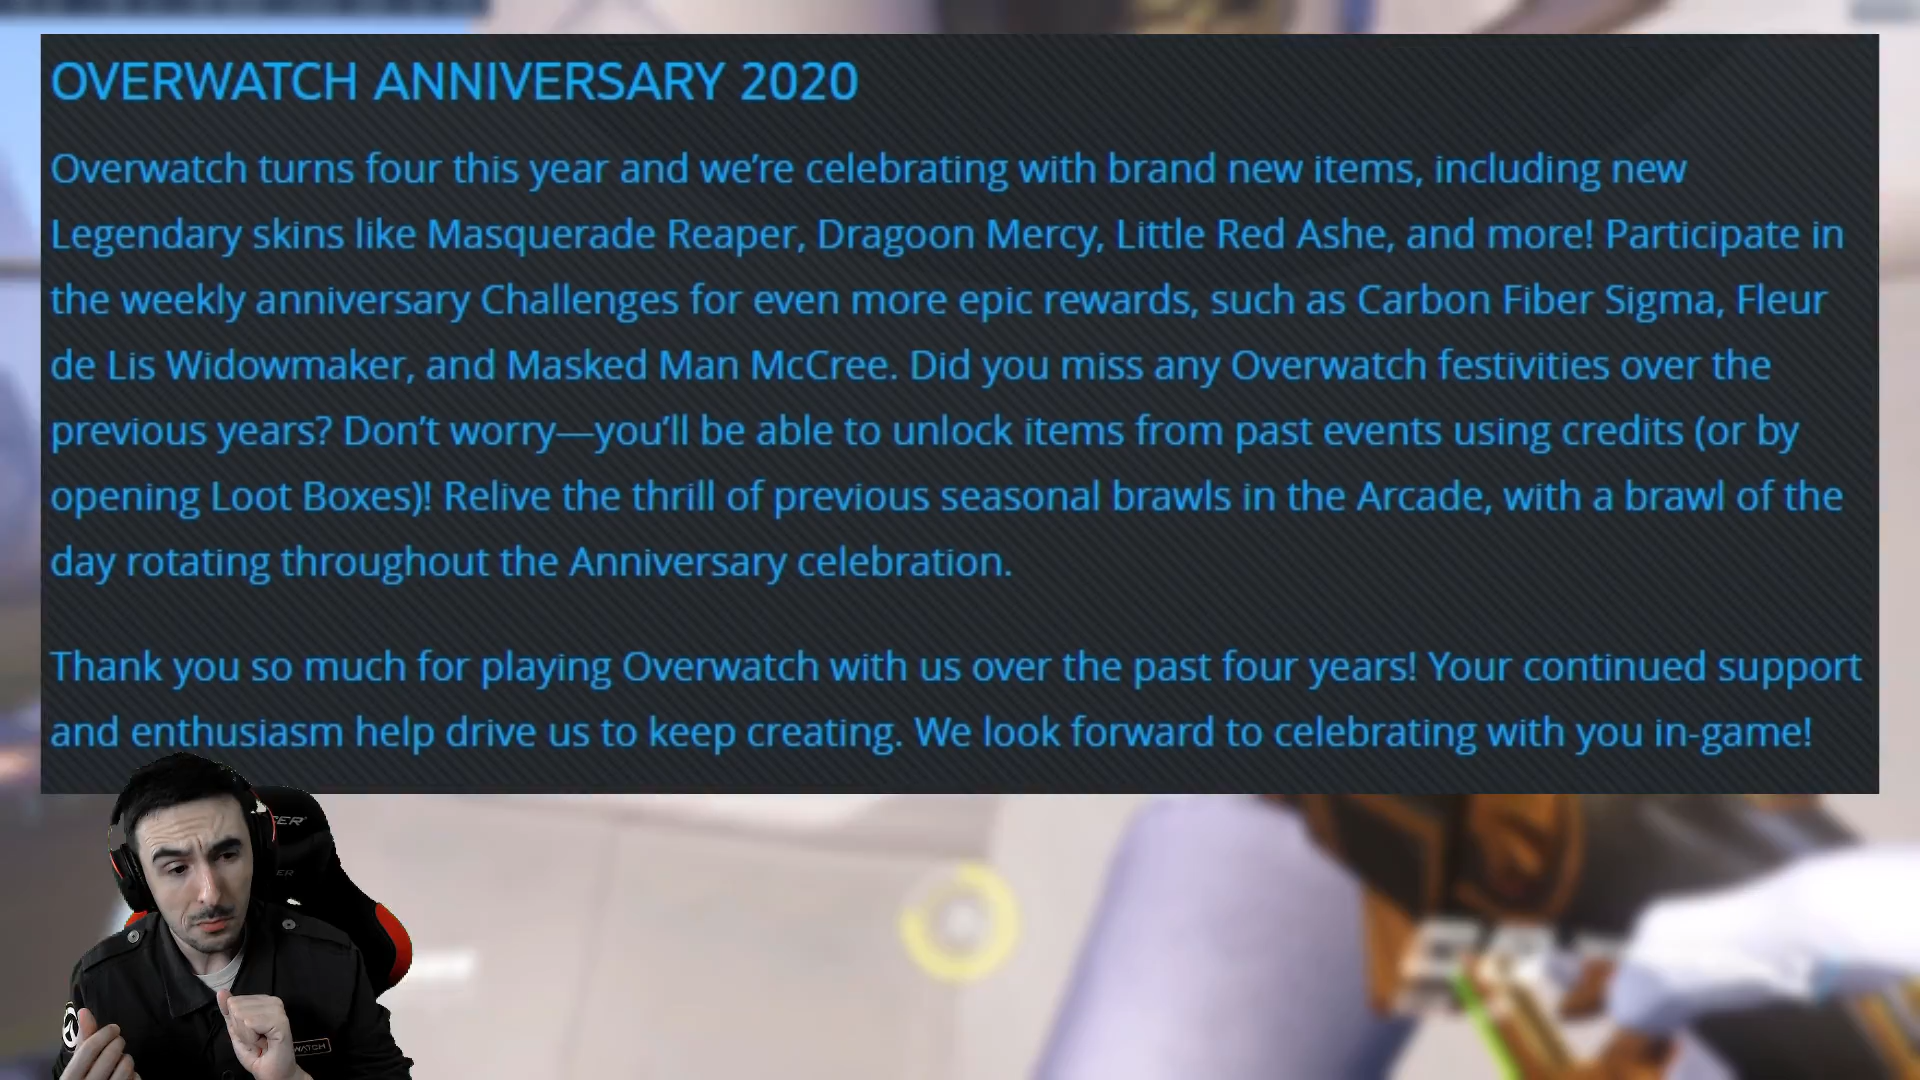 OVERWATCH ANNIVERSARY 2020
Overwatch turns four this year and we’re celebrating with brand new items, including new
Legendary skins like Masquerade Reaper, Dragoon Mercy, Little Red Ashe, and more! Participate in
the weekly anniversary Challenges for even more epic rewards, such as Carbon Fiber Sigma, Fleur
de Lis Widowmaker, and Masked Man McCree. Did you miss any Overwatch festivities over the
previous years? Don’t worry—you’ll be able to unlock items from past events using credits (or by
opening Loot Boxes)! Relive the thrill of previous seasonal brawls in the Arcade, with a brawl of the
day rotating throughout the Anniversary celebration.
Thank you so much for playing Overwatch with us over the past four years! Your continued support
and enthusiasm help drive us to keep creating. We look forward to celebrating with you in-game!